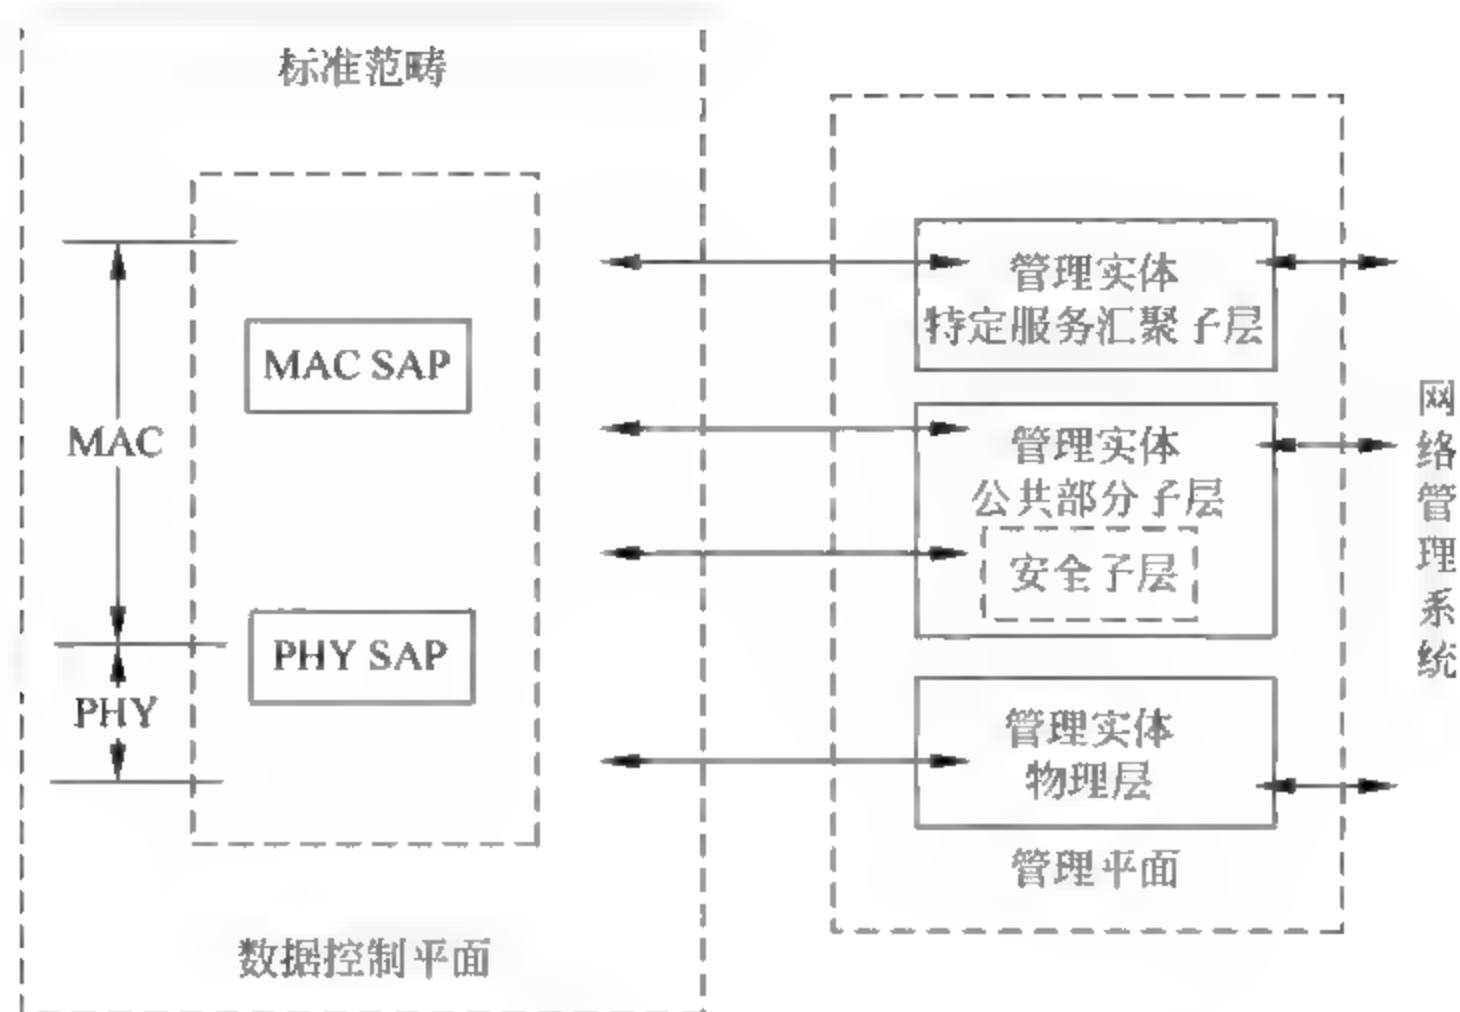 标准范畴
MAC SAP
MAC
PHY SAP
PHY
数据控制平面
管理实体
特定服务汇聚子层
管理实体
公共部分子层
安全子层
管理实体
物理层
管理平面
网络管理系统